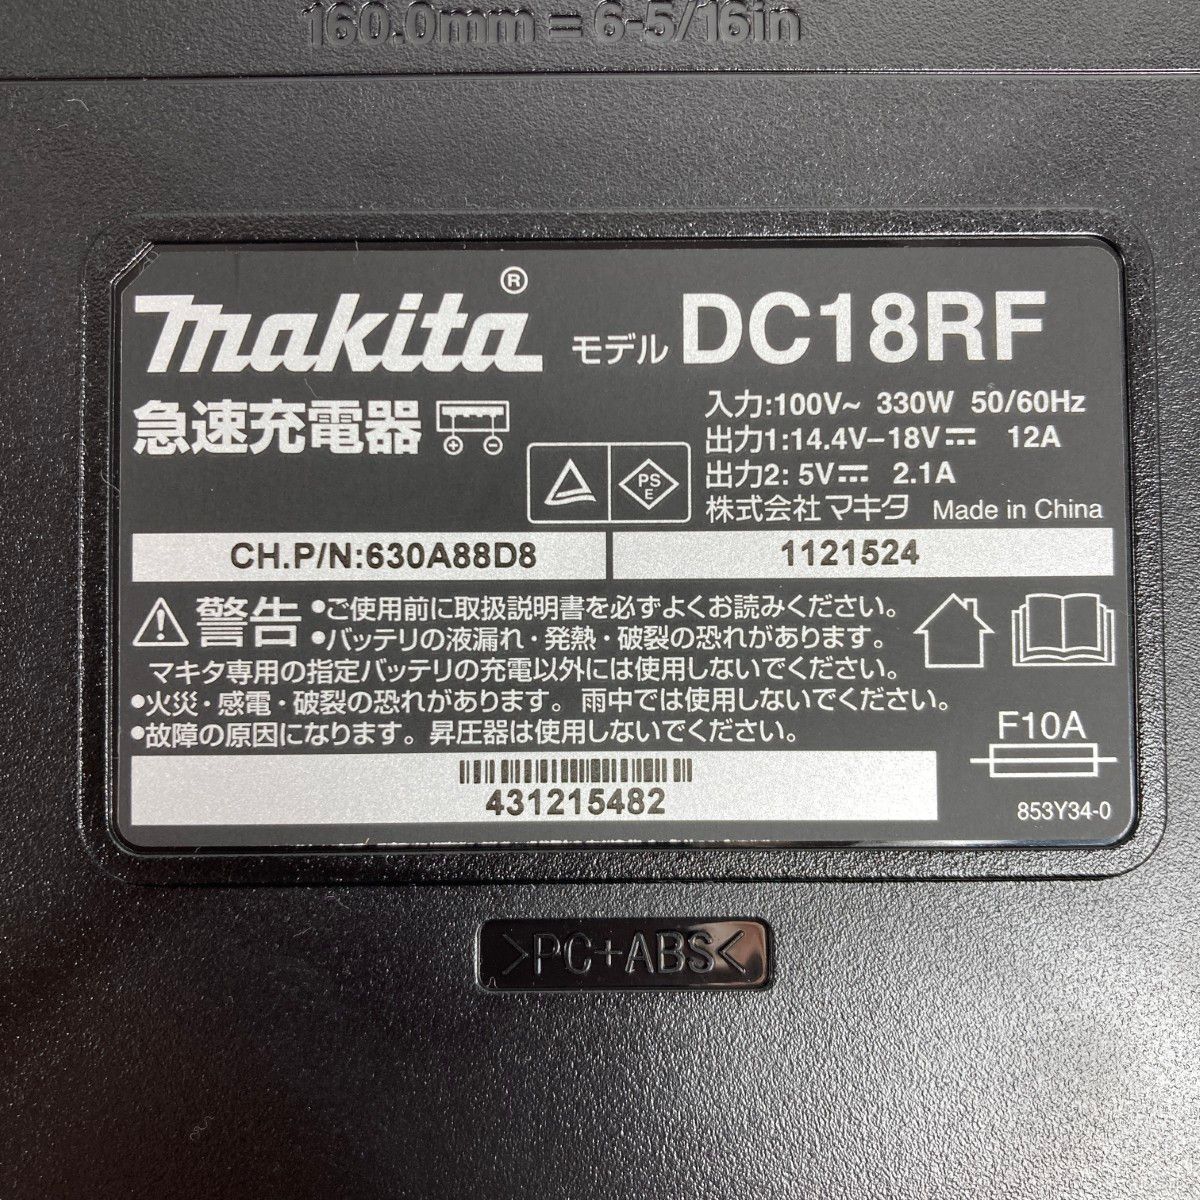 160.0mm = 6-5/16in
makita®
モデル DC18RF
急速充電器
入力:100V~ 330W 50/60Hz
出力1:14.4V–18V⎓ 12A
出力2: 5V⎓ 2.1A
PS
E
株式会社マキタ Made in China
CH.P/N:630A88D8
1121524
警告 •ご使用前に取扱説明書を必ずよくお読みください。
•バッテリの液漏れ・発熱・破裂の恐れがあります。
マキタ専用の指定バッテリの充電以外には使用しないでください。
•火災・感電・破裂の恐れがあります。雨中では使用しないでください。
•故障の原因になります。昇圧器は使用しないでください。
F10A
431215482
853Y34-0
>PC+ABS<